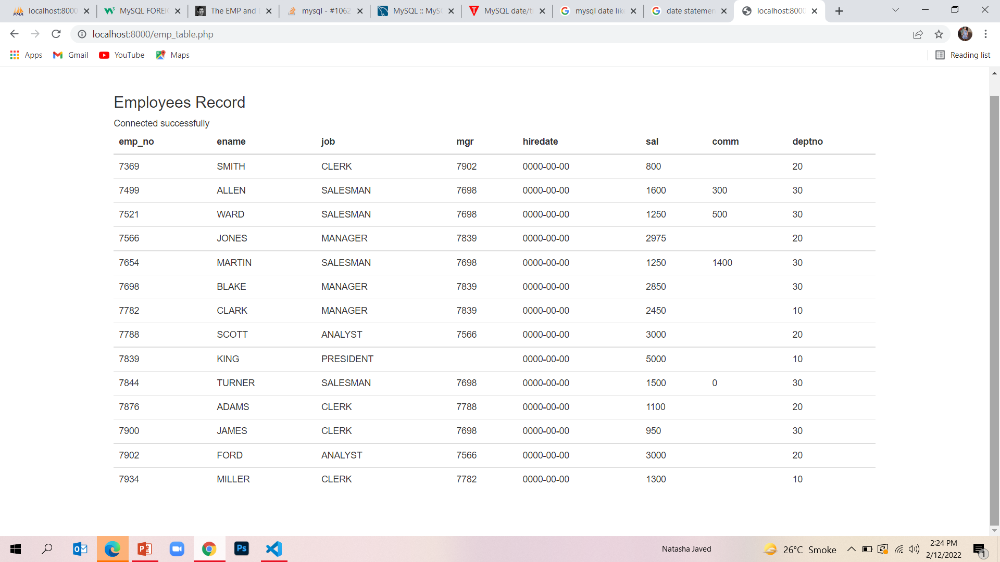 localhost:8000 MySQL FOREI The EMP and mysql - #1062 MySQL :: MyS MySQL date/ti mysql date lik date statemen localhost:8000
localhost:8000/emp_table.php
Apps Gmail YouTube Maps Reading list
Employees Record
Connected successfully
emp_no ename job mgr hiredate sal comm deptno
7369 SMITH CLERK 7902 0000-00-00 800 20
7499 ALLEN SALESMAN 7698 0000-00-00 1600 300 30
7521 WARD SALESMAN 7698 0000-00-00 1250 500 30
7566 JONES MANAGER 7839 0000-00-00 2975 20
7654 MARTIN SALESMAN 7698 0000-00-00 1250 1400 30
7698 BLAKE MANAGER 7839 0000-00-00 2850 30
7782 CLARK MANAGER 7839 0000-00-00 2450 10
7788 SCOTT ANALYST 7566 0000-00-00 3000 20
7839 KING PRESIDENT 0000-00-00 5000 10
7844 TURNER SALESMAN 7698 0000-00-00 1500 0 30
7876 ADAMS CLERK 7788 0000-00-00 1100 20
7900 JAMES CLERK 7698 0000-00-00 950 30
7902 FORD ANALYST 7566 0000-00-00 3000 20
7934 MILLER CLERK 7782 0000-00-00 1300 10
Natasha Javed 26°C Smoke 2:24 PM
2/12/2022 1